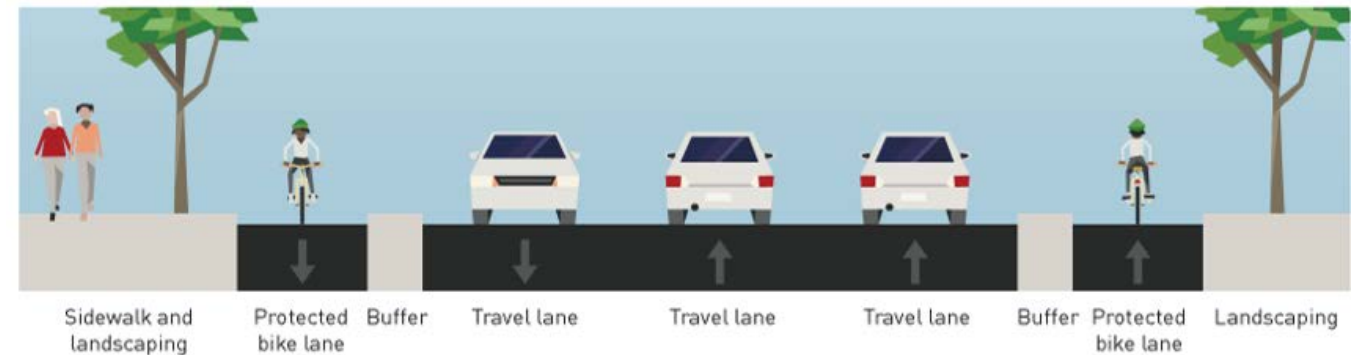 Sidewalk and
landscaping
Protected
bike lane
Buffer
Travel lane
Travel lane
Travel lane
Buffer
Protected
bike lane
Landscaping